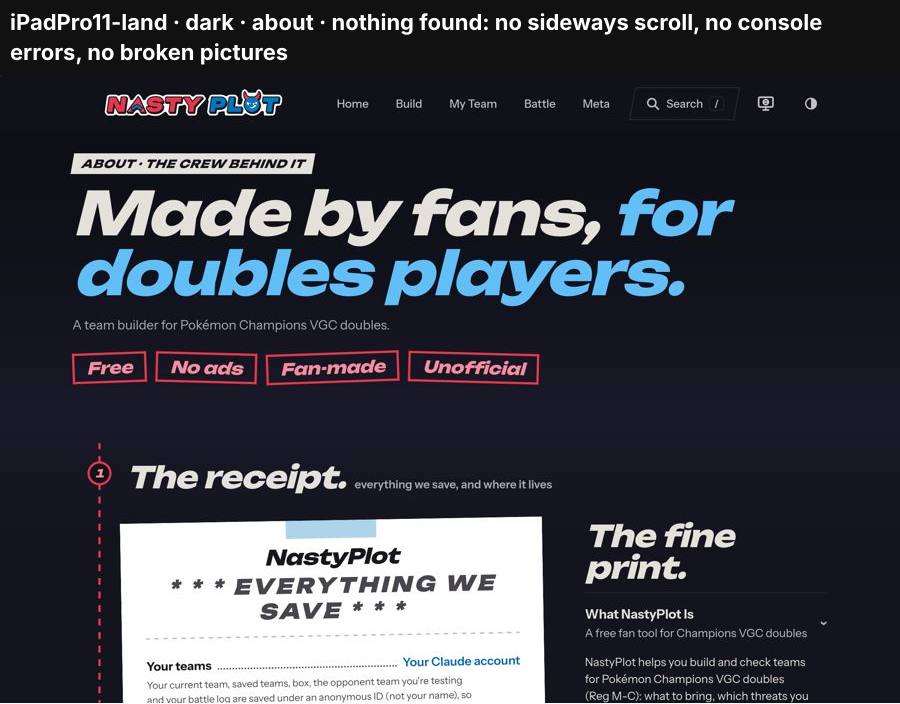 iPadPro11-land · dark · about · nothing found: no sideways scroll, no console
errors, no broken pictures
NASTY PLOT
Home
Build
My Team
Battle
Meta
Search /
ABOUT · THE CREW BEHIND IT
Made by fans, for
doubles players.
A team builder for Pokémon Champions VGC doubles.
Free
No ads
Fan-made
Unofficial
1
The receipt. everything we save, and where it lives
NastyPlot
* * * EVERYTHING WE
SAVE * * *
Your teams Your Claude account
Your current team, saved teams, box, the opponent team you're testing
and your battle log are saved under an anonymous ID (not your name), so
The fine
print.
What NastyPlot Is
A free fan tool for Champions VGC doubles
NastyPlot helps you build and check teams
for Pokémon Champions VGC doubles
(Reg M-C): what to bring, which threats you